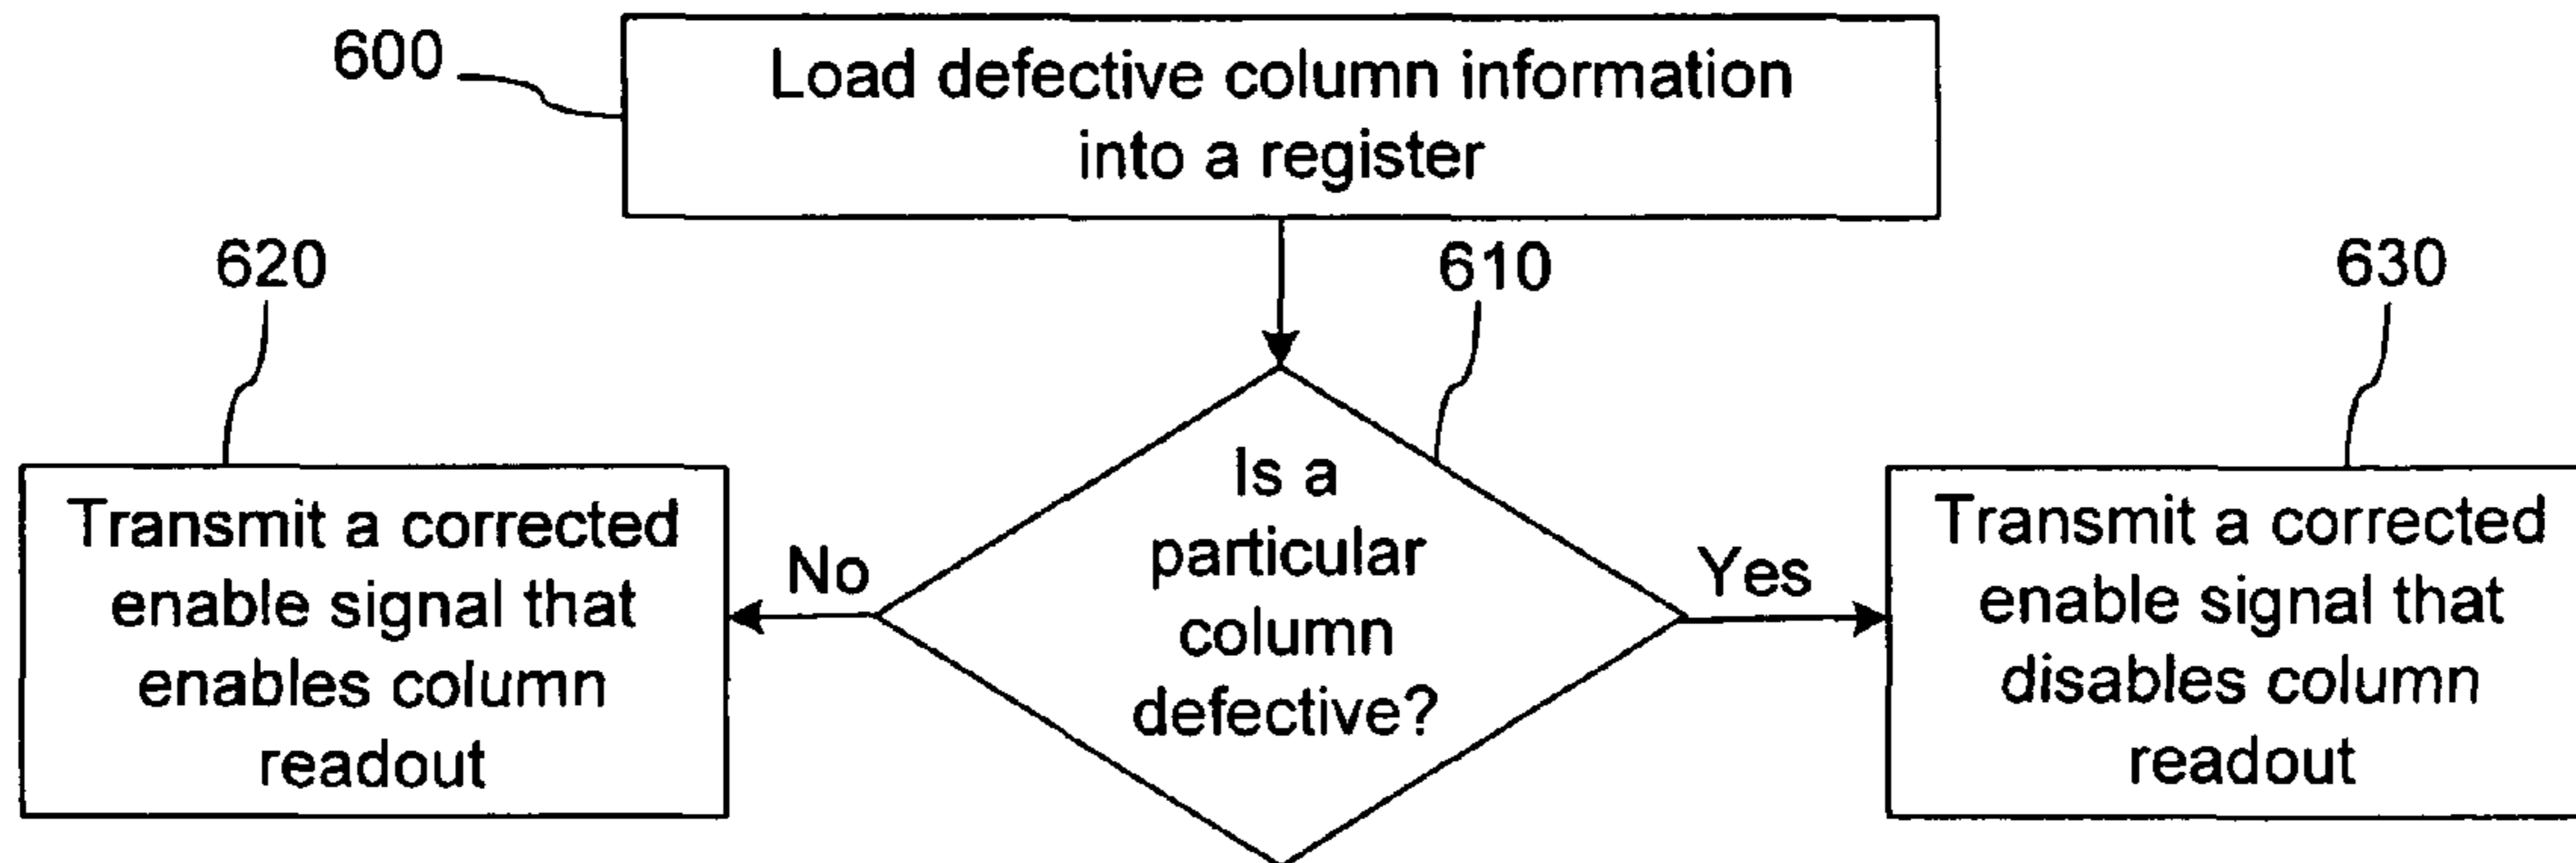 600
Load defective column information
into a register
620
610
630
Is a
particular
column
defective?
No
Yes
Transmit a corrected
enable signal that
enables column
readout
Transmit a corrected
enable signal that
disables column
readout